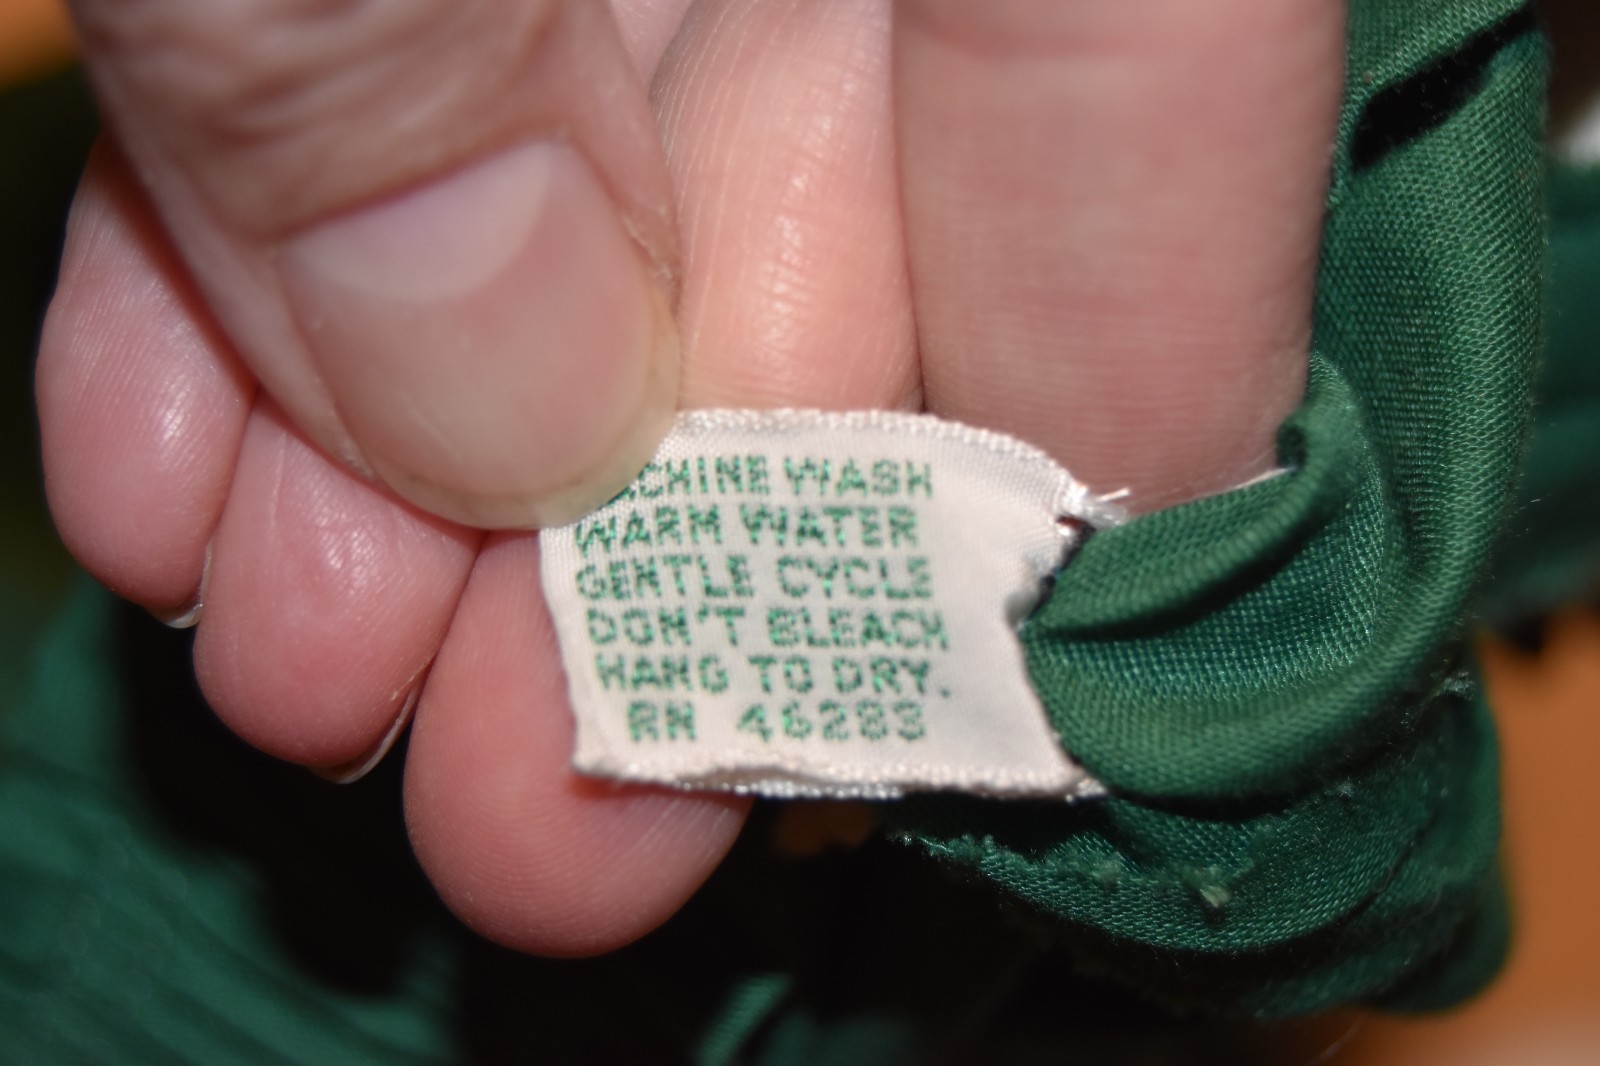 CHINE WASH
WARM WATER
GENTLE CYCLE
DON'T BLEACH
HANG TO DRY.
RN 46283